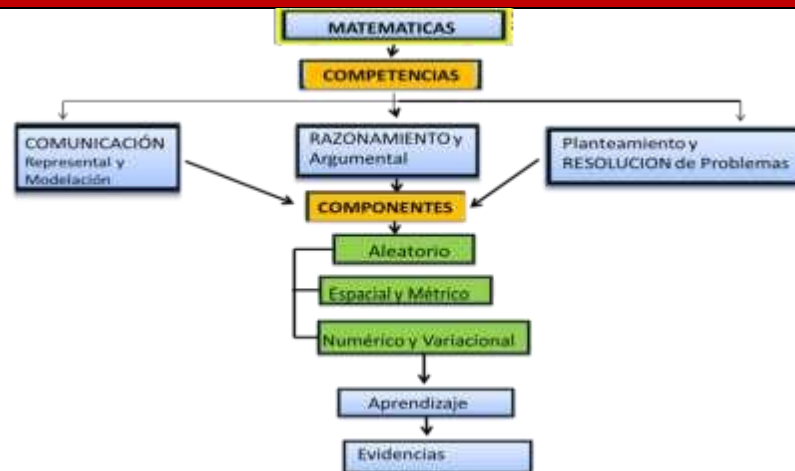 MATEMATICAS
COMPETENCIAS
COMUNICACIÓN
Represental y
Modelación
RAZONAMIENTO y
Argumental
Planteamiento y
RESOLUCION de Problemas
COMPONENTES
Aleatorio
Espacial y Métrico
Numérico y Variacional
Aprendizaje
Evidencias